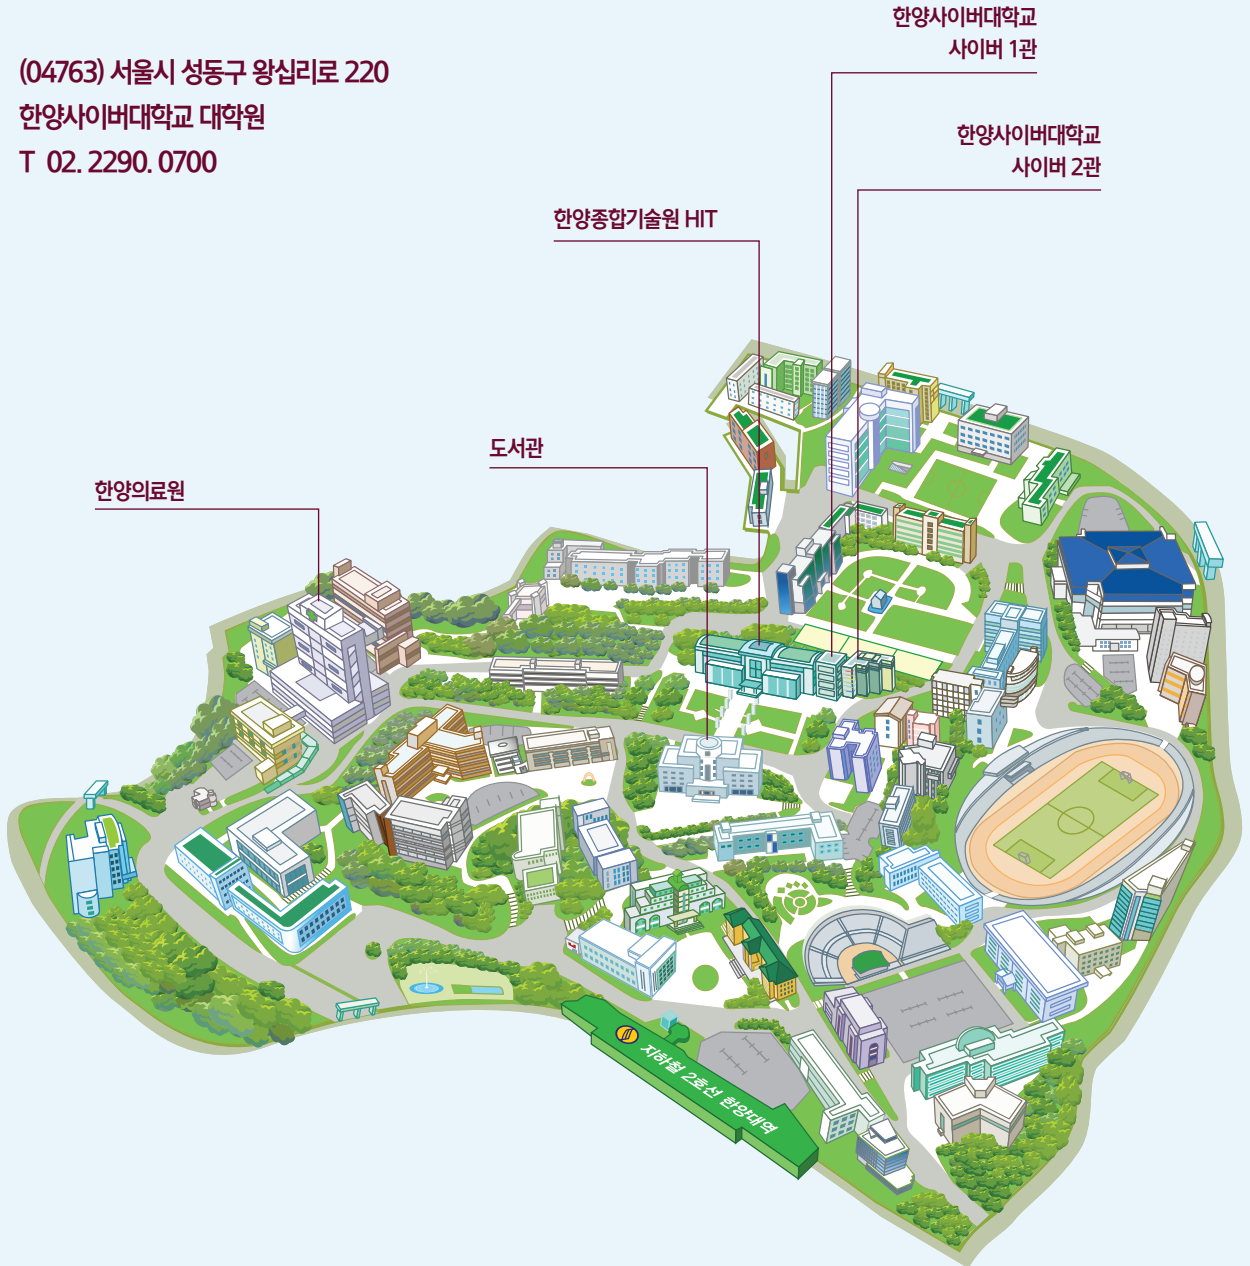 (04763) 서울시 성동구 왕십리로 220
한양사이버대학교 대학원
T 02. 2290. 0700
한양사이버대학교
사이버 1관
한양사이버대학교
사이버 2관
한양종합기술원 HIT
도서관
한양의료원
지하철 2호선 한양대역